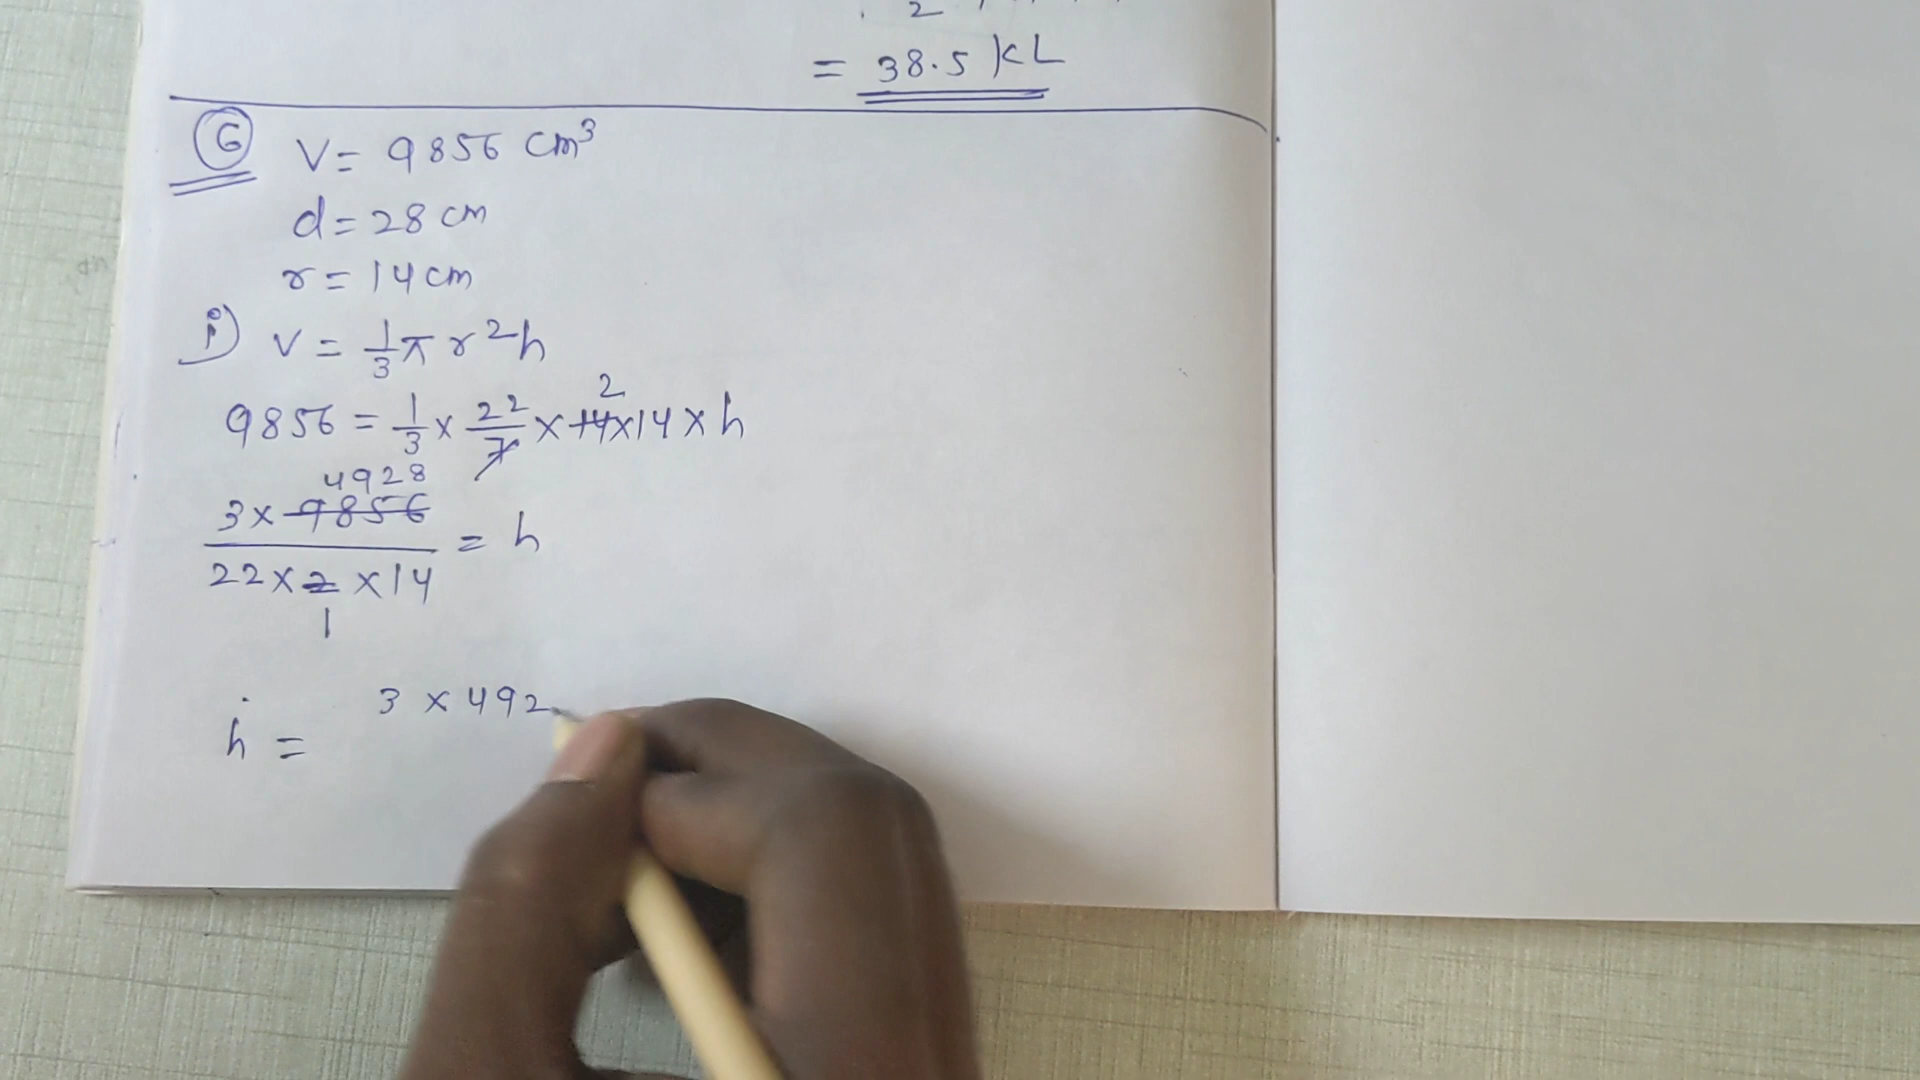 = 38.5 KL
6 V = 9856 cm³
d = 28 cm
r = 14 cm
i) V = 1/3 π r² h
2
9856 = 1/3 × 22/7 × 14 × 14 × h
4928
3 × 9856 / 22 × 2 × 14 = h
1
h = 3 × 492